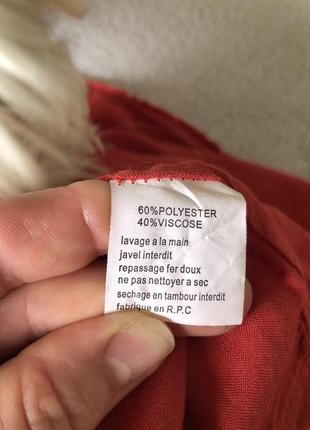 60%POLYESTER
40%VISCOSE
lavage a la main
javel interdit
repassage fer doux
ne pas nettoyer a sec
sechage en tambour interdit
fabrique en R.P.C